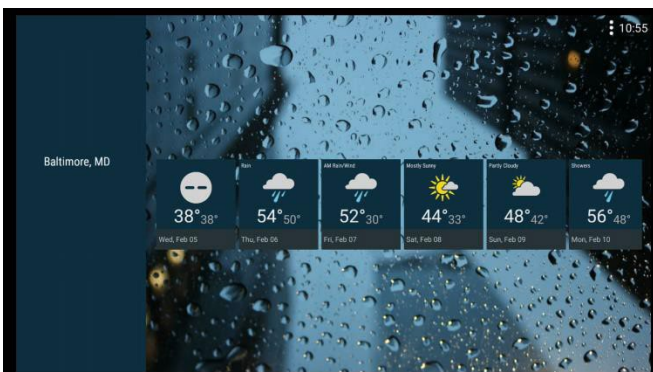 10:55
Baltimore, MD
38° 38°
Wed, Feb 05
Rain
54° 50°
Thu, Feb 06
AM Rain/Wind
52° 30°
Fri, Feb 07
Mostly Sunny
44° 33°
Sat, Feb 08
Partly Cloudy
48° 42°
Sun, Feb 09
Showers
56° 48°
Mon, Feb 10